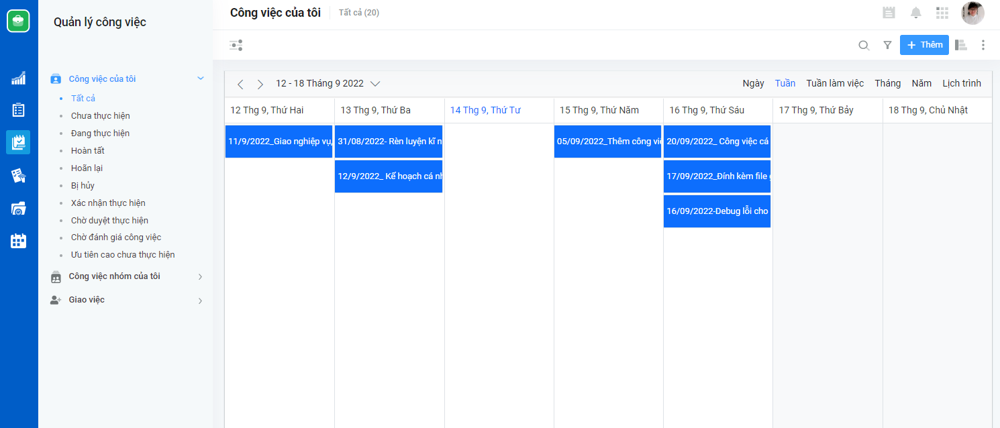 Quản lý công việc
Công việc của tôi
Tất cả
Chưa thực hiện
Đang thực hiện
Hoàn tất
Hoãn lại
Bị hủy
Xác nhận thực hiện
Chờ duyệt thực hiện
Chờ đánh giá công việc
Ưu tiên cao chưa thực hiện
Công việc nhóm của tôi
Giao việc
Công việc của tôi Tất cả (20)
Thêm
12 - 18 Tháng 9 2022 Ngày Tuần Tuần làm việc Tháng Năm Lịch trình
12 Thg 9, Thứ Hai 13 Thg 9, Thứ Ba 14 Thg 9, Thứ Tư 15 Thg 9, Thứ Năm 16 Thg 9, Thứ Sáu 17 Thg 9, Thứ Bảy 18 Thg 9, Chủ Nhật
11/9/2022_Giao nghiệp vụ, 31/08/2022- Rèn luyện kĩ n 05/09/2022_Thêm công việ 20/09/2022_ Công việc cá
12/9/2022_ Kế hoạch cá nh 17/09/2022_Đính kèm file
16/09/2022-Debug lỗi cho